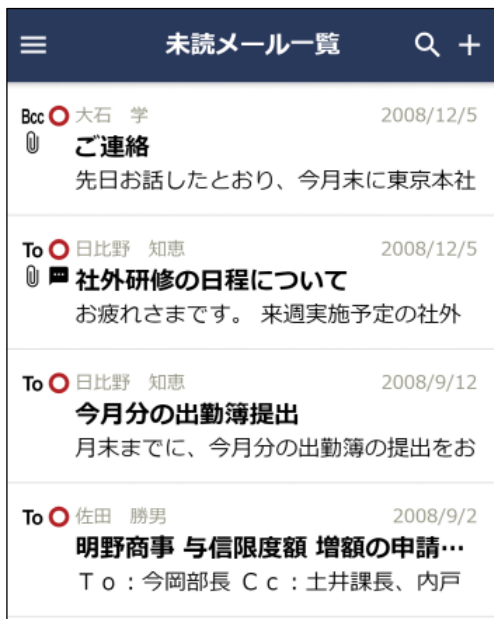 未読メール一覧
Bcc 大石　学 2008/12/5
ご連絡
先日お話したとおり、今月末に東京本社
To 日比野　知恵 2008/12/5
社外研修の日程について
お疲れさまです。 来週実施予定の社外
To 日比野　知恵 2008/9/12
今月分の出勤簿提出
月末までに、今月分の出勤簿の提出をお
To 佐田　勝男 2008/9/2
明野商事 与信限度額 増額の申請…
Ｔｏ：今岡部長 Ｃｃ：土井課長、内戸